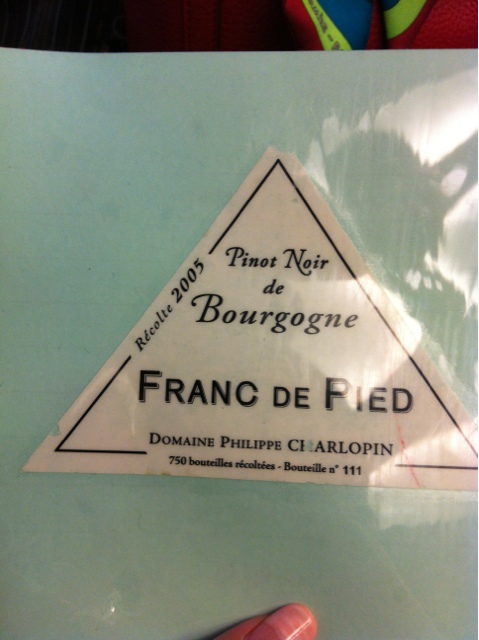 Récolte 2005
Pinot Noir
de
Bourgogne
FRANC DE PIED
DOMAINE PHILIPPE CHARLOPIN
750 bouteilles récoltées - Bouteille n° 111